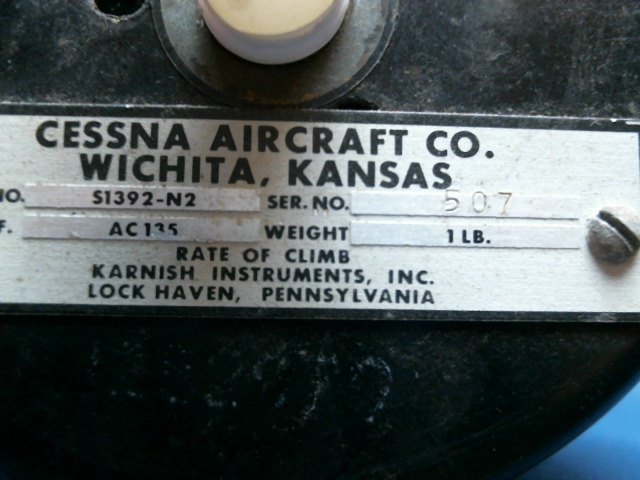 CESSNA AIRCRAFT CO.
WICHITA, KANSAS
NO. S1392-N2 SER. NO. 507
F. AC135 WEIGHT 1 LB.
RATE OF CLIMB
KARNISH INSTRUMENTS, INC.
LOCK HAVEN, PENNSYLVANIA